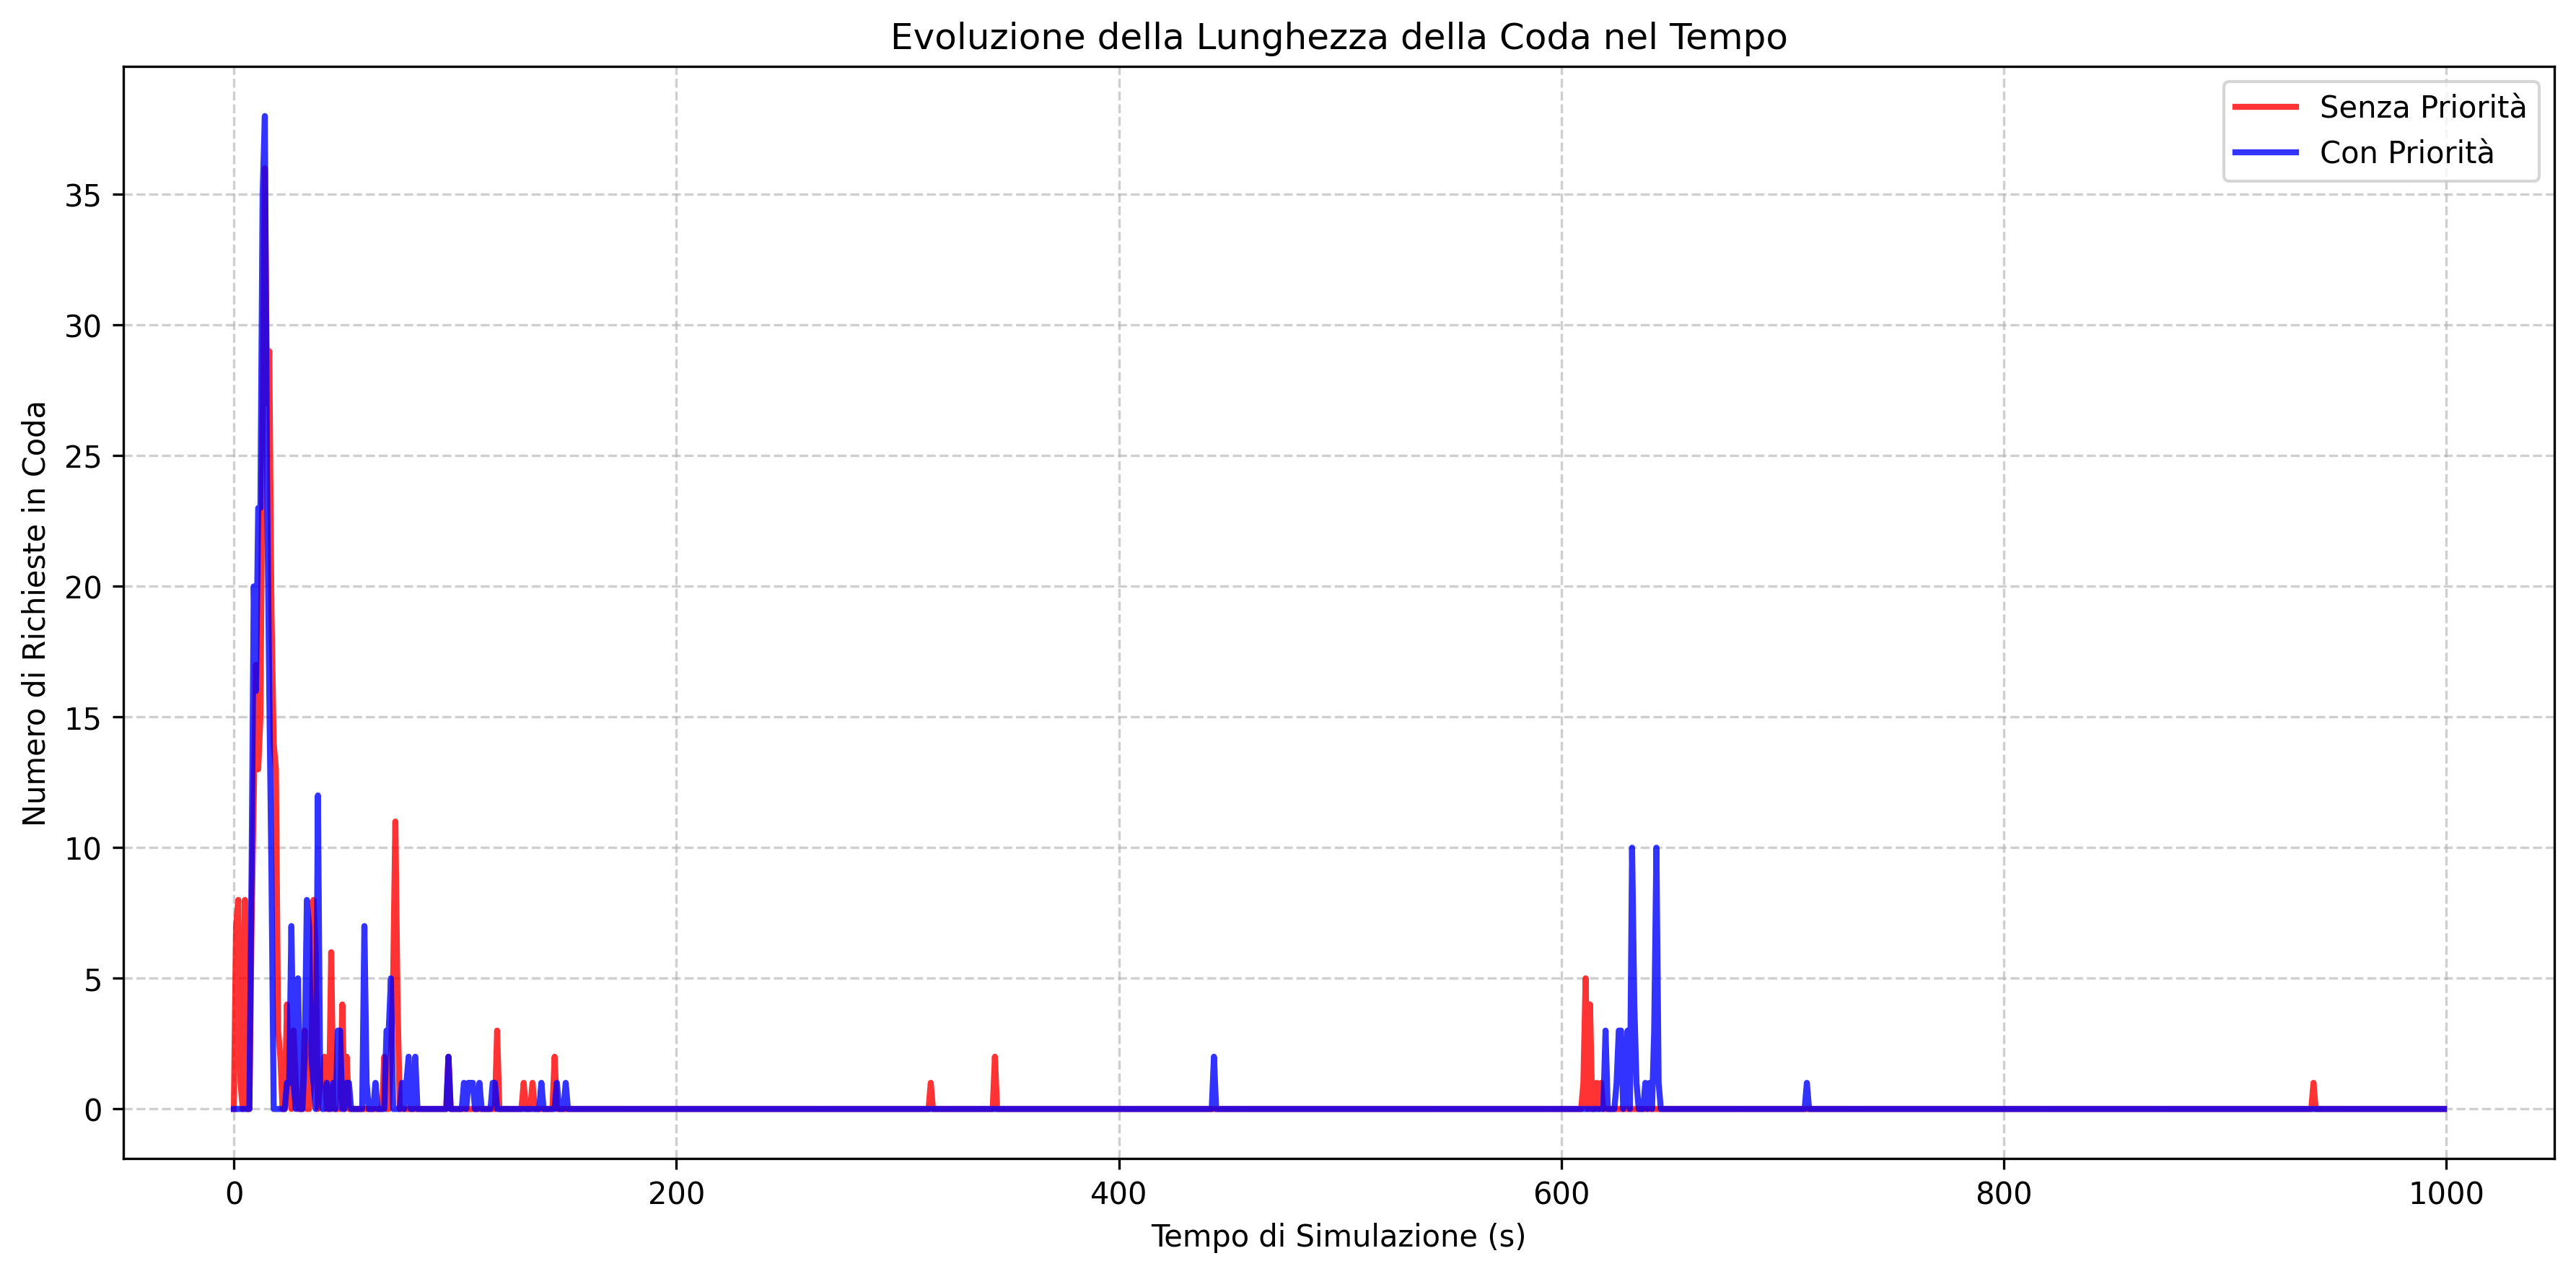 Evoluzione della Lunghezza della Coda nel Tempo
Senza Priorità
Con Priorità
Numero di Richieste in Coda
35
30
25
20
15
10
5
0
0 200 400 600 800 1000
Tempo di Simulazione (s)